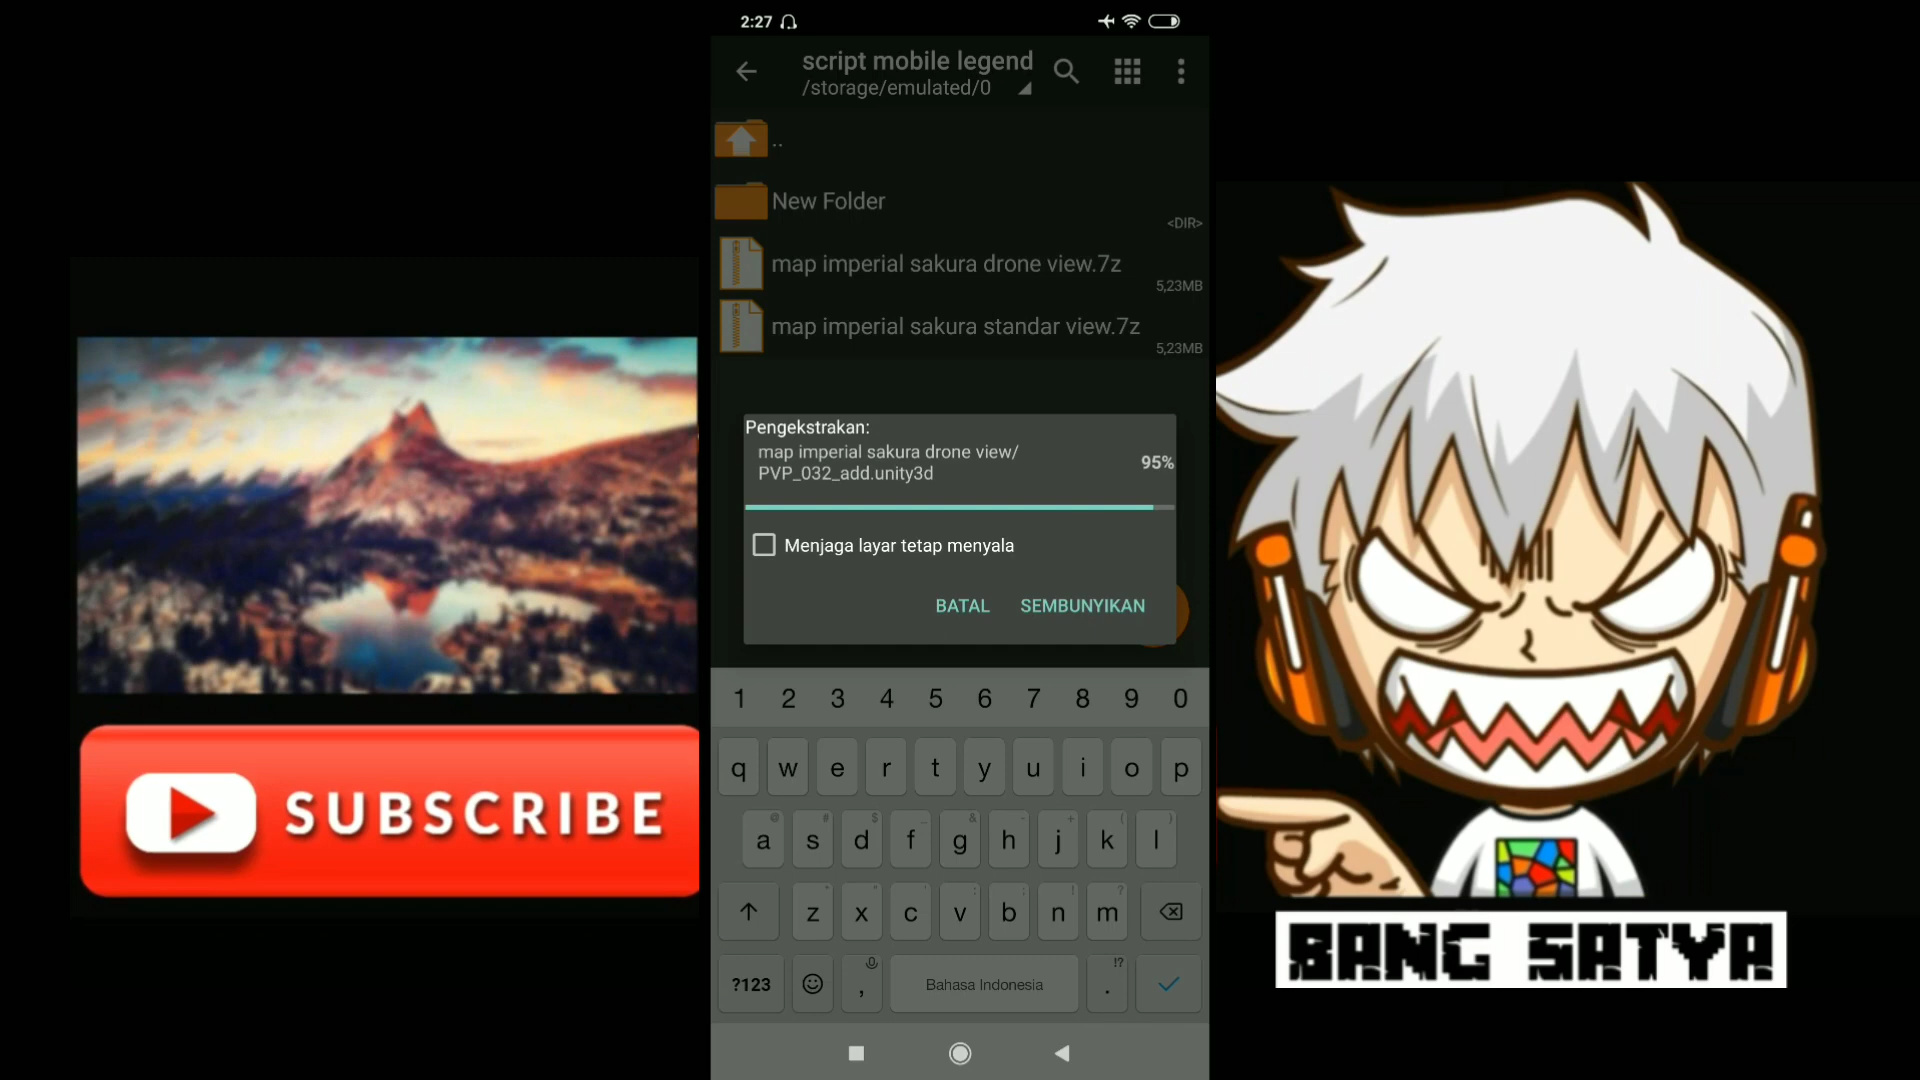 2:27
script mobile legend
/storage/emulated/0
..
New Folder
<DIR>
map imperial sakura drone view.7z
5,23MB
map imperial sakura standar view.7z
5,23MB
Pengekstrakan:
map imperial sakura drone view/
PVP_032_add.unity3d
95%
Menjaga layar tetap menyala
BATAL SEMBUNYIKAN
1 2 3 4 5 6 7 8 9 0
q w e r t y u i o p
a s d f g h j k l
z x c v b n m
?123 , Bahasa Indonesia . !?
SUBSCRIBE
BANG SATYA